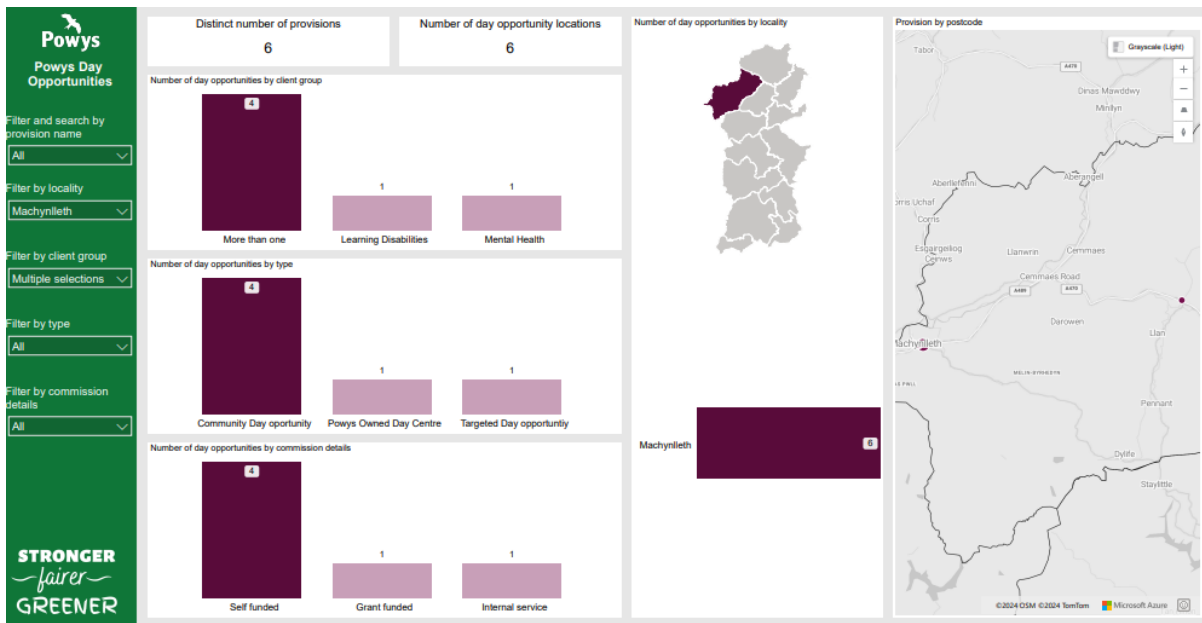 Powys
Powys Day
Opportunities
Filter and search by
provision name
All
Filter by locality
Machynlleth
Filter by client group
Multiple selections
Filter by type
All
Filter by commission
details
All
STRONGER
fairer
GREENER
Distinct number of provisions
6
Number of day opportunity locations
6
Number of day opportunities by client group
4
1
1
More than one
Learning Disabilities
Mental Health
Number of day opportunities by type
4
1
1
Community Day oportunity
Powys Owned Day Centre
Targeted Day opportuntiy
Number of day opportunities by commission details
4
1
1
Self funded
Grant funded
Internal service
Number of day opportunities by locality
Machynlleth
6
Provision by postcode
Grayscale (Light)
Tabor
A470
Dinas Mawddwy
Minllyn
Aberllefenni
Aberangell
orris Uchaf
Corris
Esgairgeiliog
Ceinws
Llanwrin
Cemmaes
Cemmaes Road
A489
A470
Darowen
Llan
Machynlleth
Pennant
Dylife
Staylittle
©2024 OSM ©2024 TomTom
Microsoft Azure